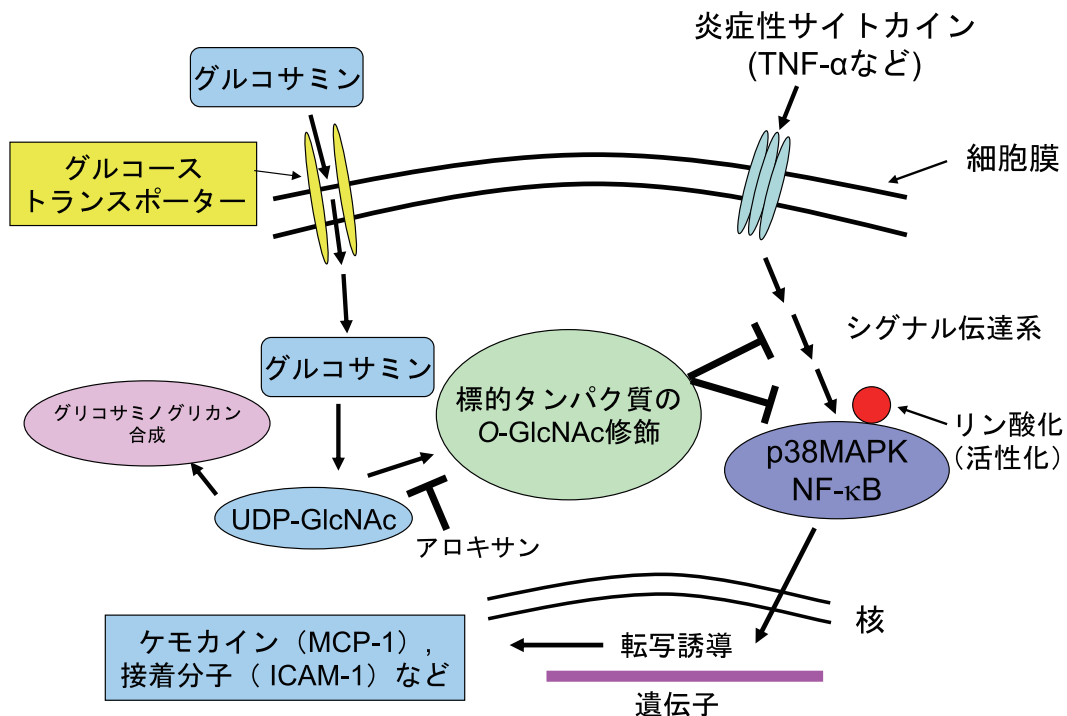 炎症性サイトカイン
(TNF-αなど)
グルコサミン
グルコース
トランスポーター
細胞膜
シグナル伝達系
グルコサミン
標的タンパク質の
O-GlcNAc修飾
グリコサミノグリカン
合成
リン酸化
（活性化）
p38MAPK
NF-κB
UDP-GlcNAc
アロキサン
核
ケモカイン（MCP-1）,
接着分子（ ICAM-1）など
転写誘導
遺伝子